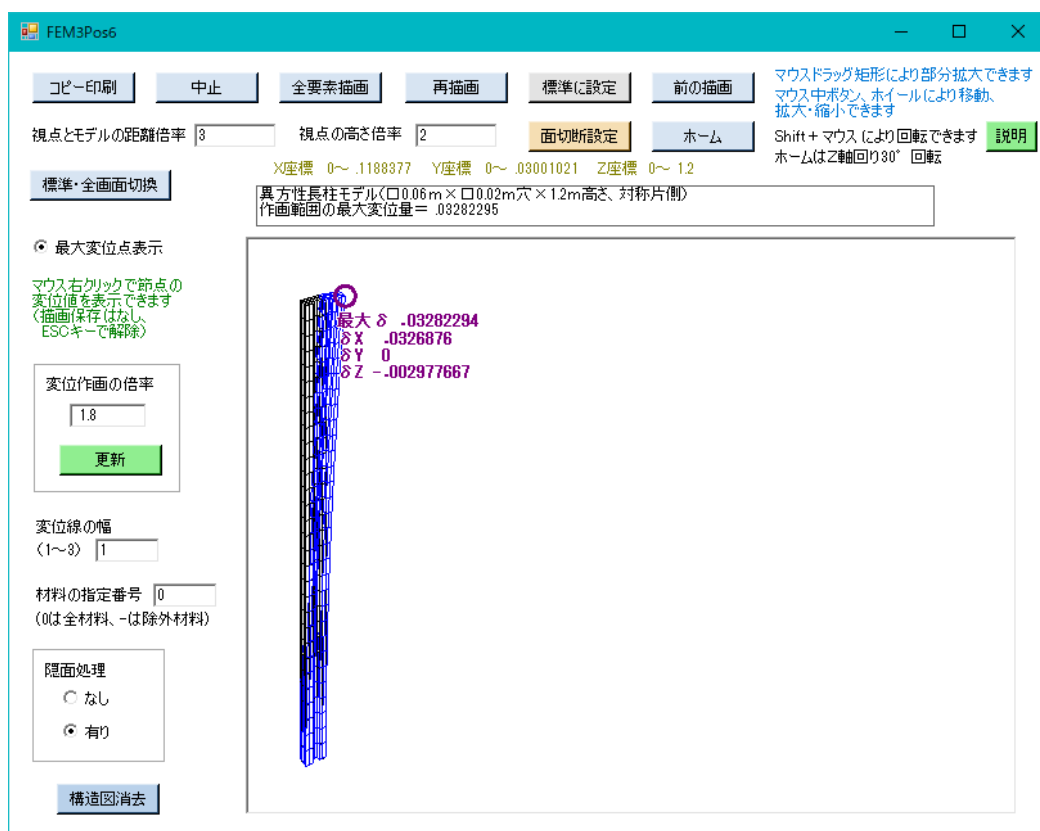 FEM3Pos6
コピー印刷
中止
全要素描画
再描画
標準に設定
前の描画
マウスドラッグ矩形により部分拡大できます
マウス中ボタン、ホイールにより移動、
拡大・縮小できます
視点とモデルの距離倍率 3
視点の高さ倍率 2
面切断設定
ホーム
Shift+マウス により回転できます
ホームはZ軸回り30°回転
説明
標準・全画面切換
X座標 0~ .1188377 Y座標 0~ .03001021 Z座標 0~ 1.2
異方性長柱モデル(口0.06m×口0.02m穴×1.2m高さ、対称片側)
作画範囲の最大変位量= .03282295
最大変位点表示
マウス右クリックで節点の
変位値を表示できます
(描画保存はなし、
ESCキーで解除)
最大 δ .03282294
δX .0326876
δY 0
δZ -.002977667
変位作画の倍率
1.8
更新
変位線の幅
(1~3) 1
材料の指定番号 0
(0は全材料、-は除外材料)
隠面処理
なし
有り
構造図消去